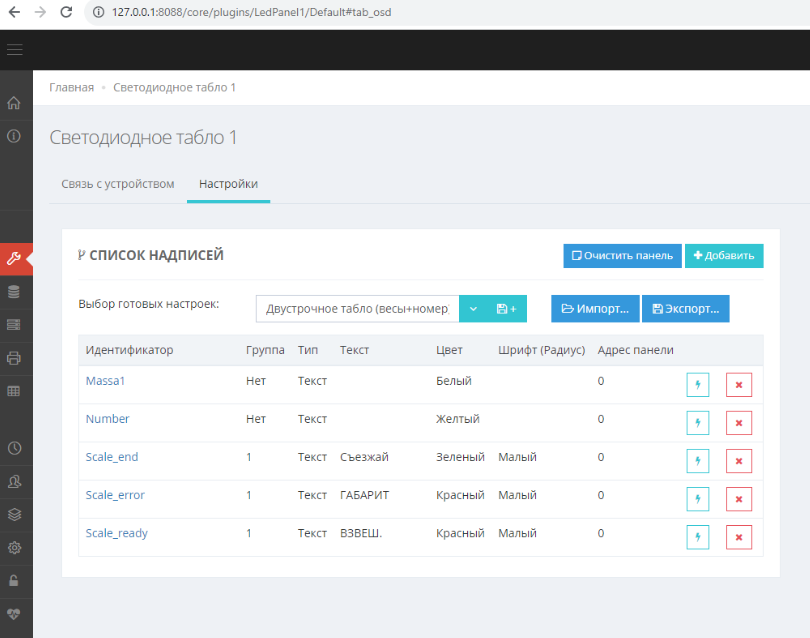 127.0.0.1:8088/core/plugins/LedPanel1/Default#tab_osd
Главная • Светодиодное табло 1
Светодиодное табло 1
Связь с устройством Настройки
СПИСОК НАДПИСЕЙ Очистить панель + Добавить
Выбор готовых настроек: Двустрочное табло (весы+номер) + Импорт... Экспорт...
Идентификатор Группа Тип Текст Цвет Шрифт (Радиус) Адрес панели
Massa1 Нет Текст Белый 0
Number Нет Текст Желтый 0
Scale_end 1 Текст Съезжай Зеленый Малый 0
Scale_error 1 Текст ГАБАРИТ Красный Малый 0
Scale_ready 1 Текст ВЗВЕШ. Красный Малый 0